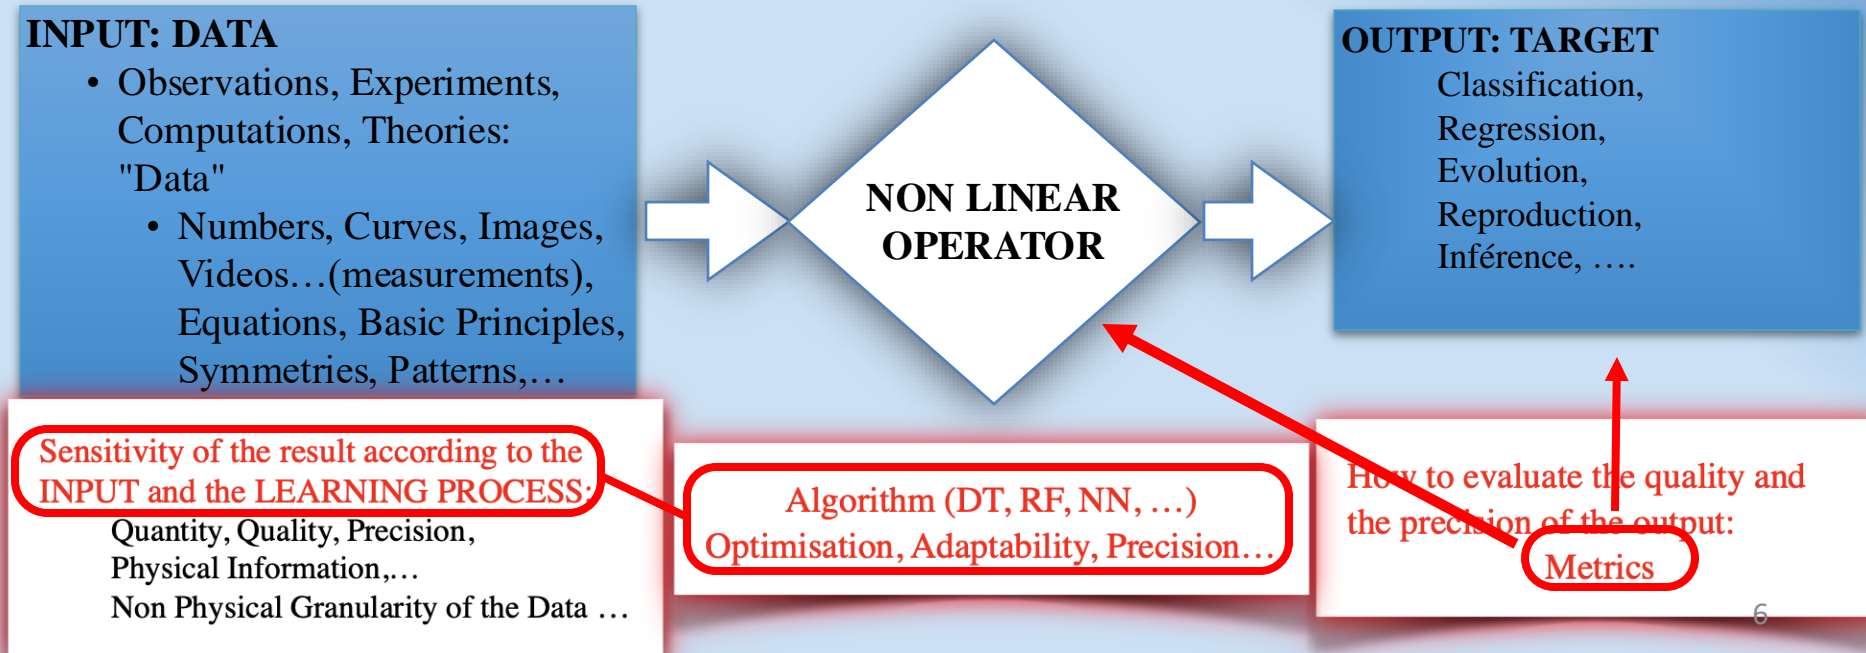 INPUT: DATA
• Observations, Experiments,
Computations, Theories:
"Data"
• Numbers, Curves, Images,
Videos…(measurements),
Equations, Basic Principles,
Symmetries, Patterns,…
NON LINEAR
OPERATOR
OUTPUT: TARGET
Classification,
Regression,
Evolution,
Reproduction,
Inférence, ….
Sensitivity of the result according to the
INPUT and the LEARNING PROCESS:
Quantity, Quality, Precision,
Physical Information,…
Non Physical Granularity of the Data …
Algorithm (DT, RF, NN, …)
Optimisation, Adaptability, Precision…
How to evaluate the quality and
the precision of the output:
Metrics
6